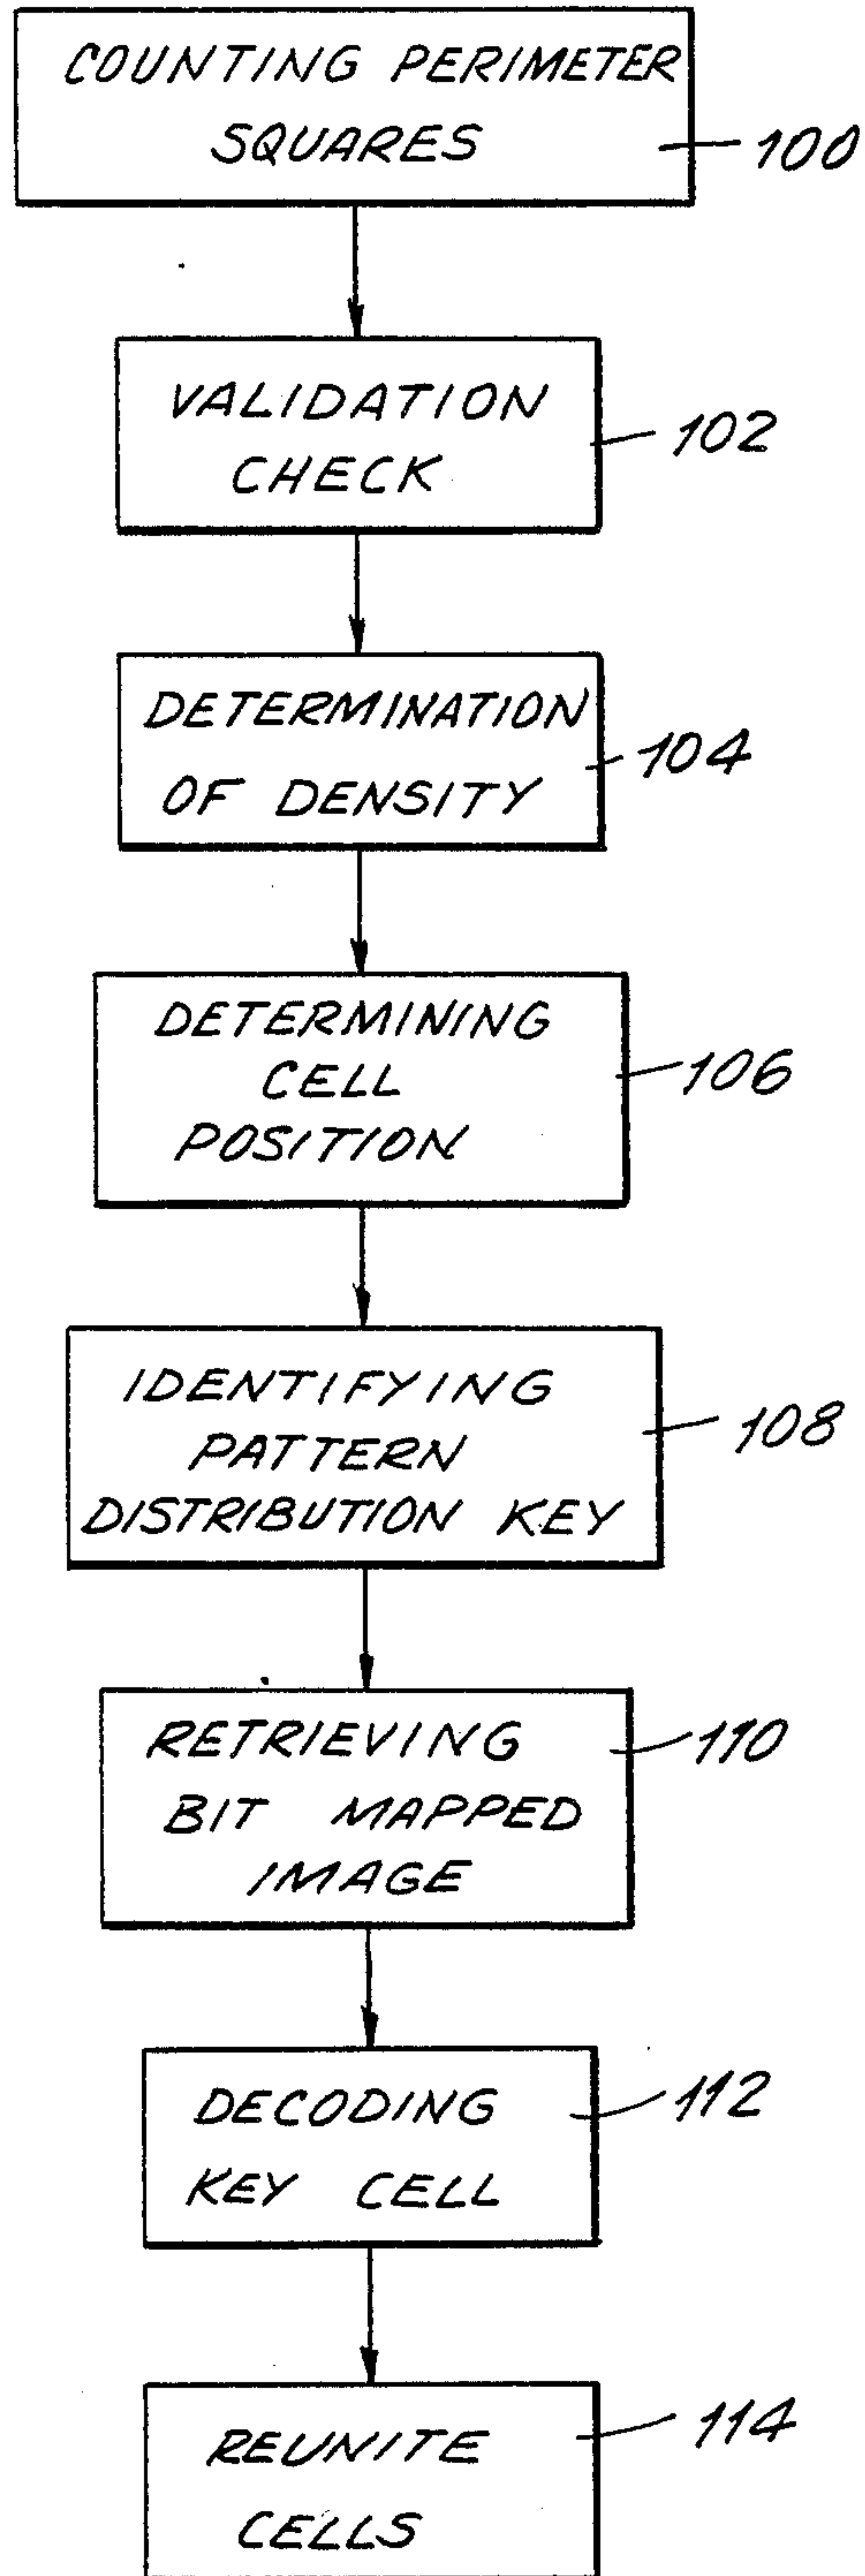 COUNTING PERIMETER
SQUARES
100
VALIDATION
CHECK
102
DETERMINATION
OF DENSITY
104
DETERMINING
CELL
POSITION
106
IDENTIFYING
PATTERN
DISTRIBUTION KEY
108
RETRIEVING
BIT MAPPED
IMAGE
110
DECODING
KEY CELL
112
REUNITE
CELLS
114